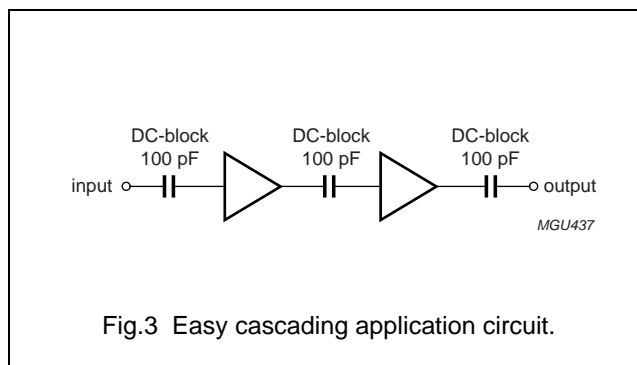 DC-block DC-block DC-block
100 pF 100 pF 100 pF
input output
MGU437
Fig.3 Easy cascading application circuit.